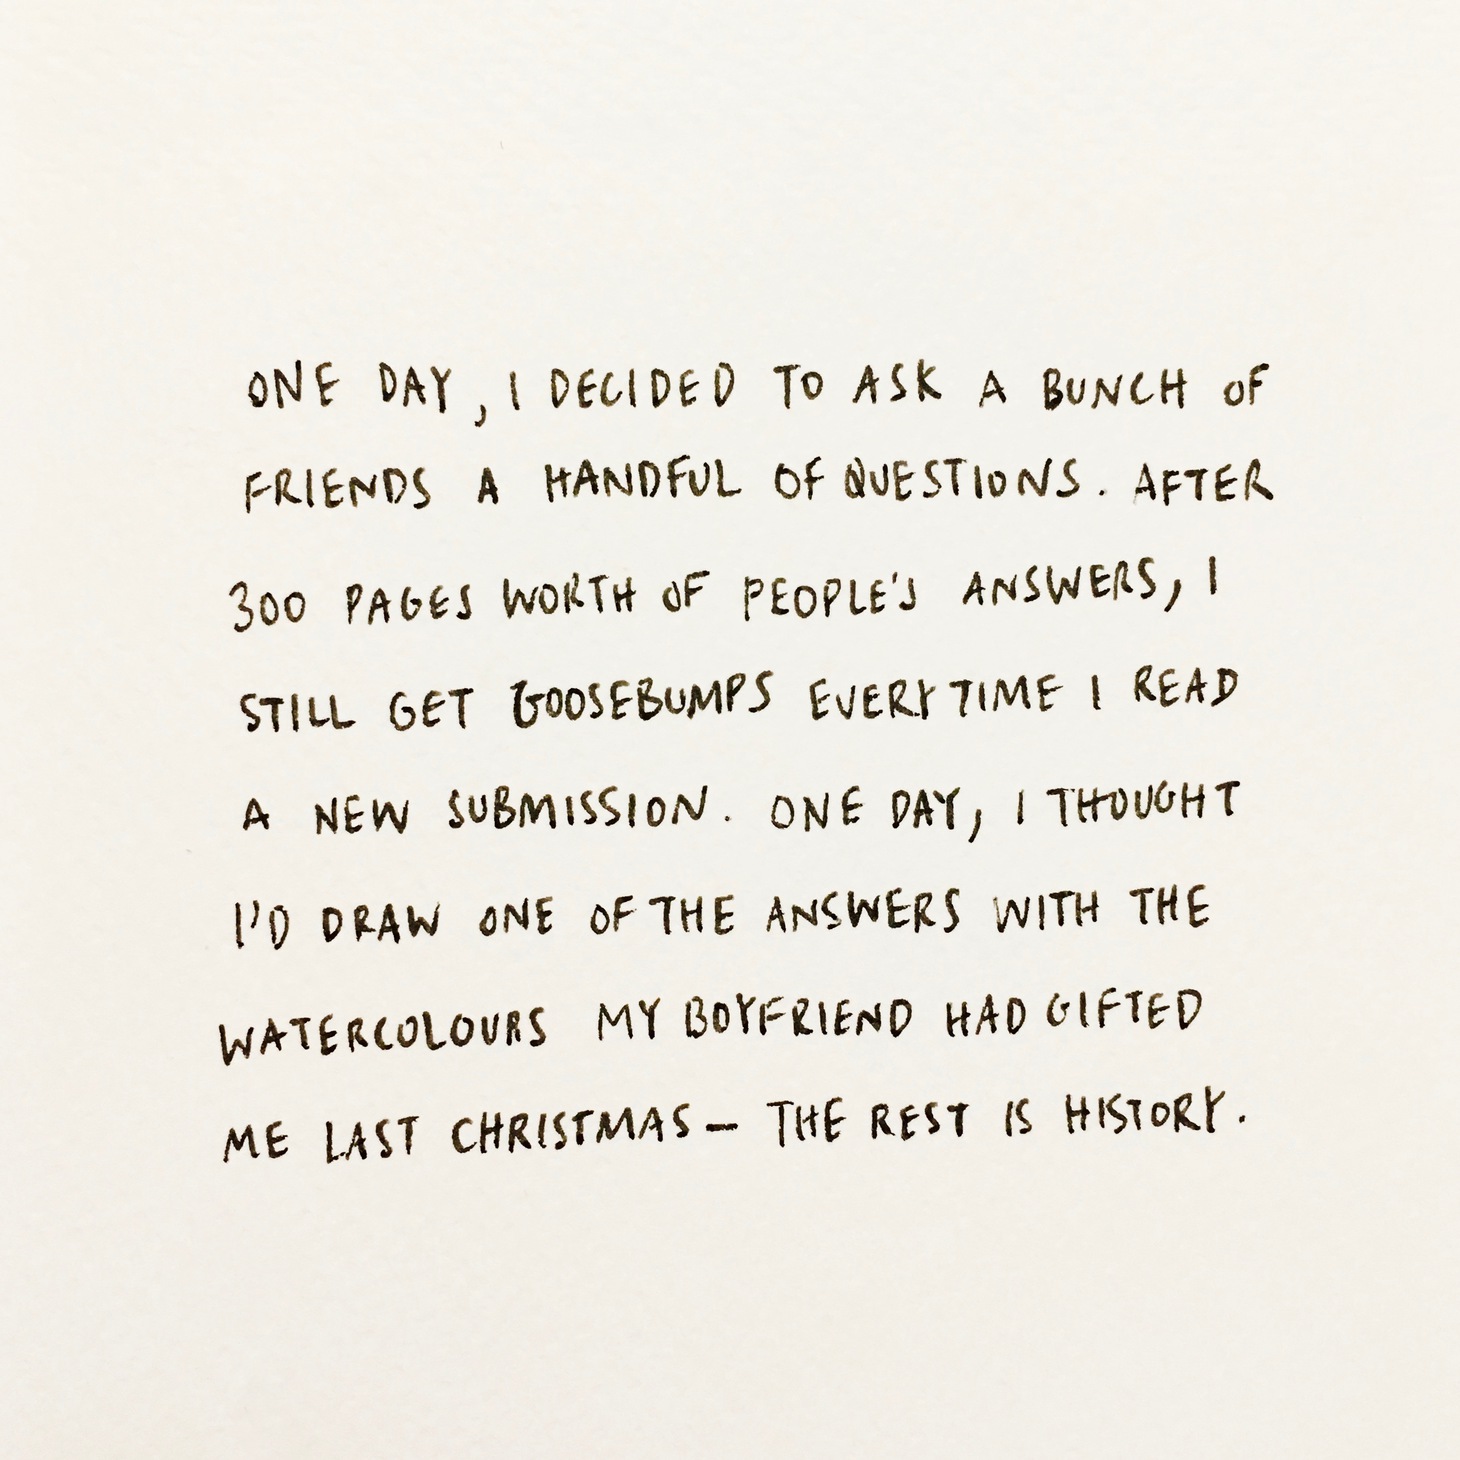 ONE DAY, I DECIDED TO ASK A BUNCH OF
FRIENDS A HANDFUL OF QUESTIONS. AFTER
300 PAGES WORTH OF PEOPLE'S ANSWERS, I
STILL GET GOOSEBUMPS EVERYTIME I READ
A NEW SUBMISSION. ONE DAY, I THOUGHT
I'D DRAW ONE OF THE ANSWERS WITH THE
WATERCOLOURS MY BOYFRIEND HAD GIFTED
ME LAST CHRISTMAS – THE REST IS HISTORY.